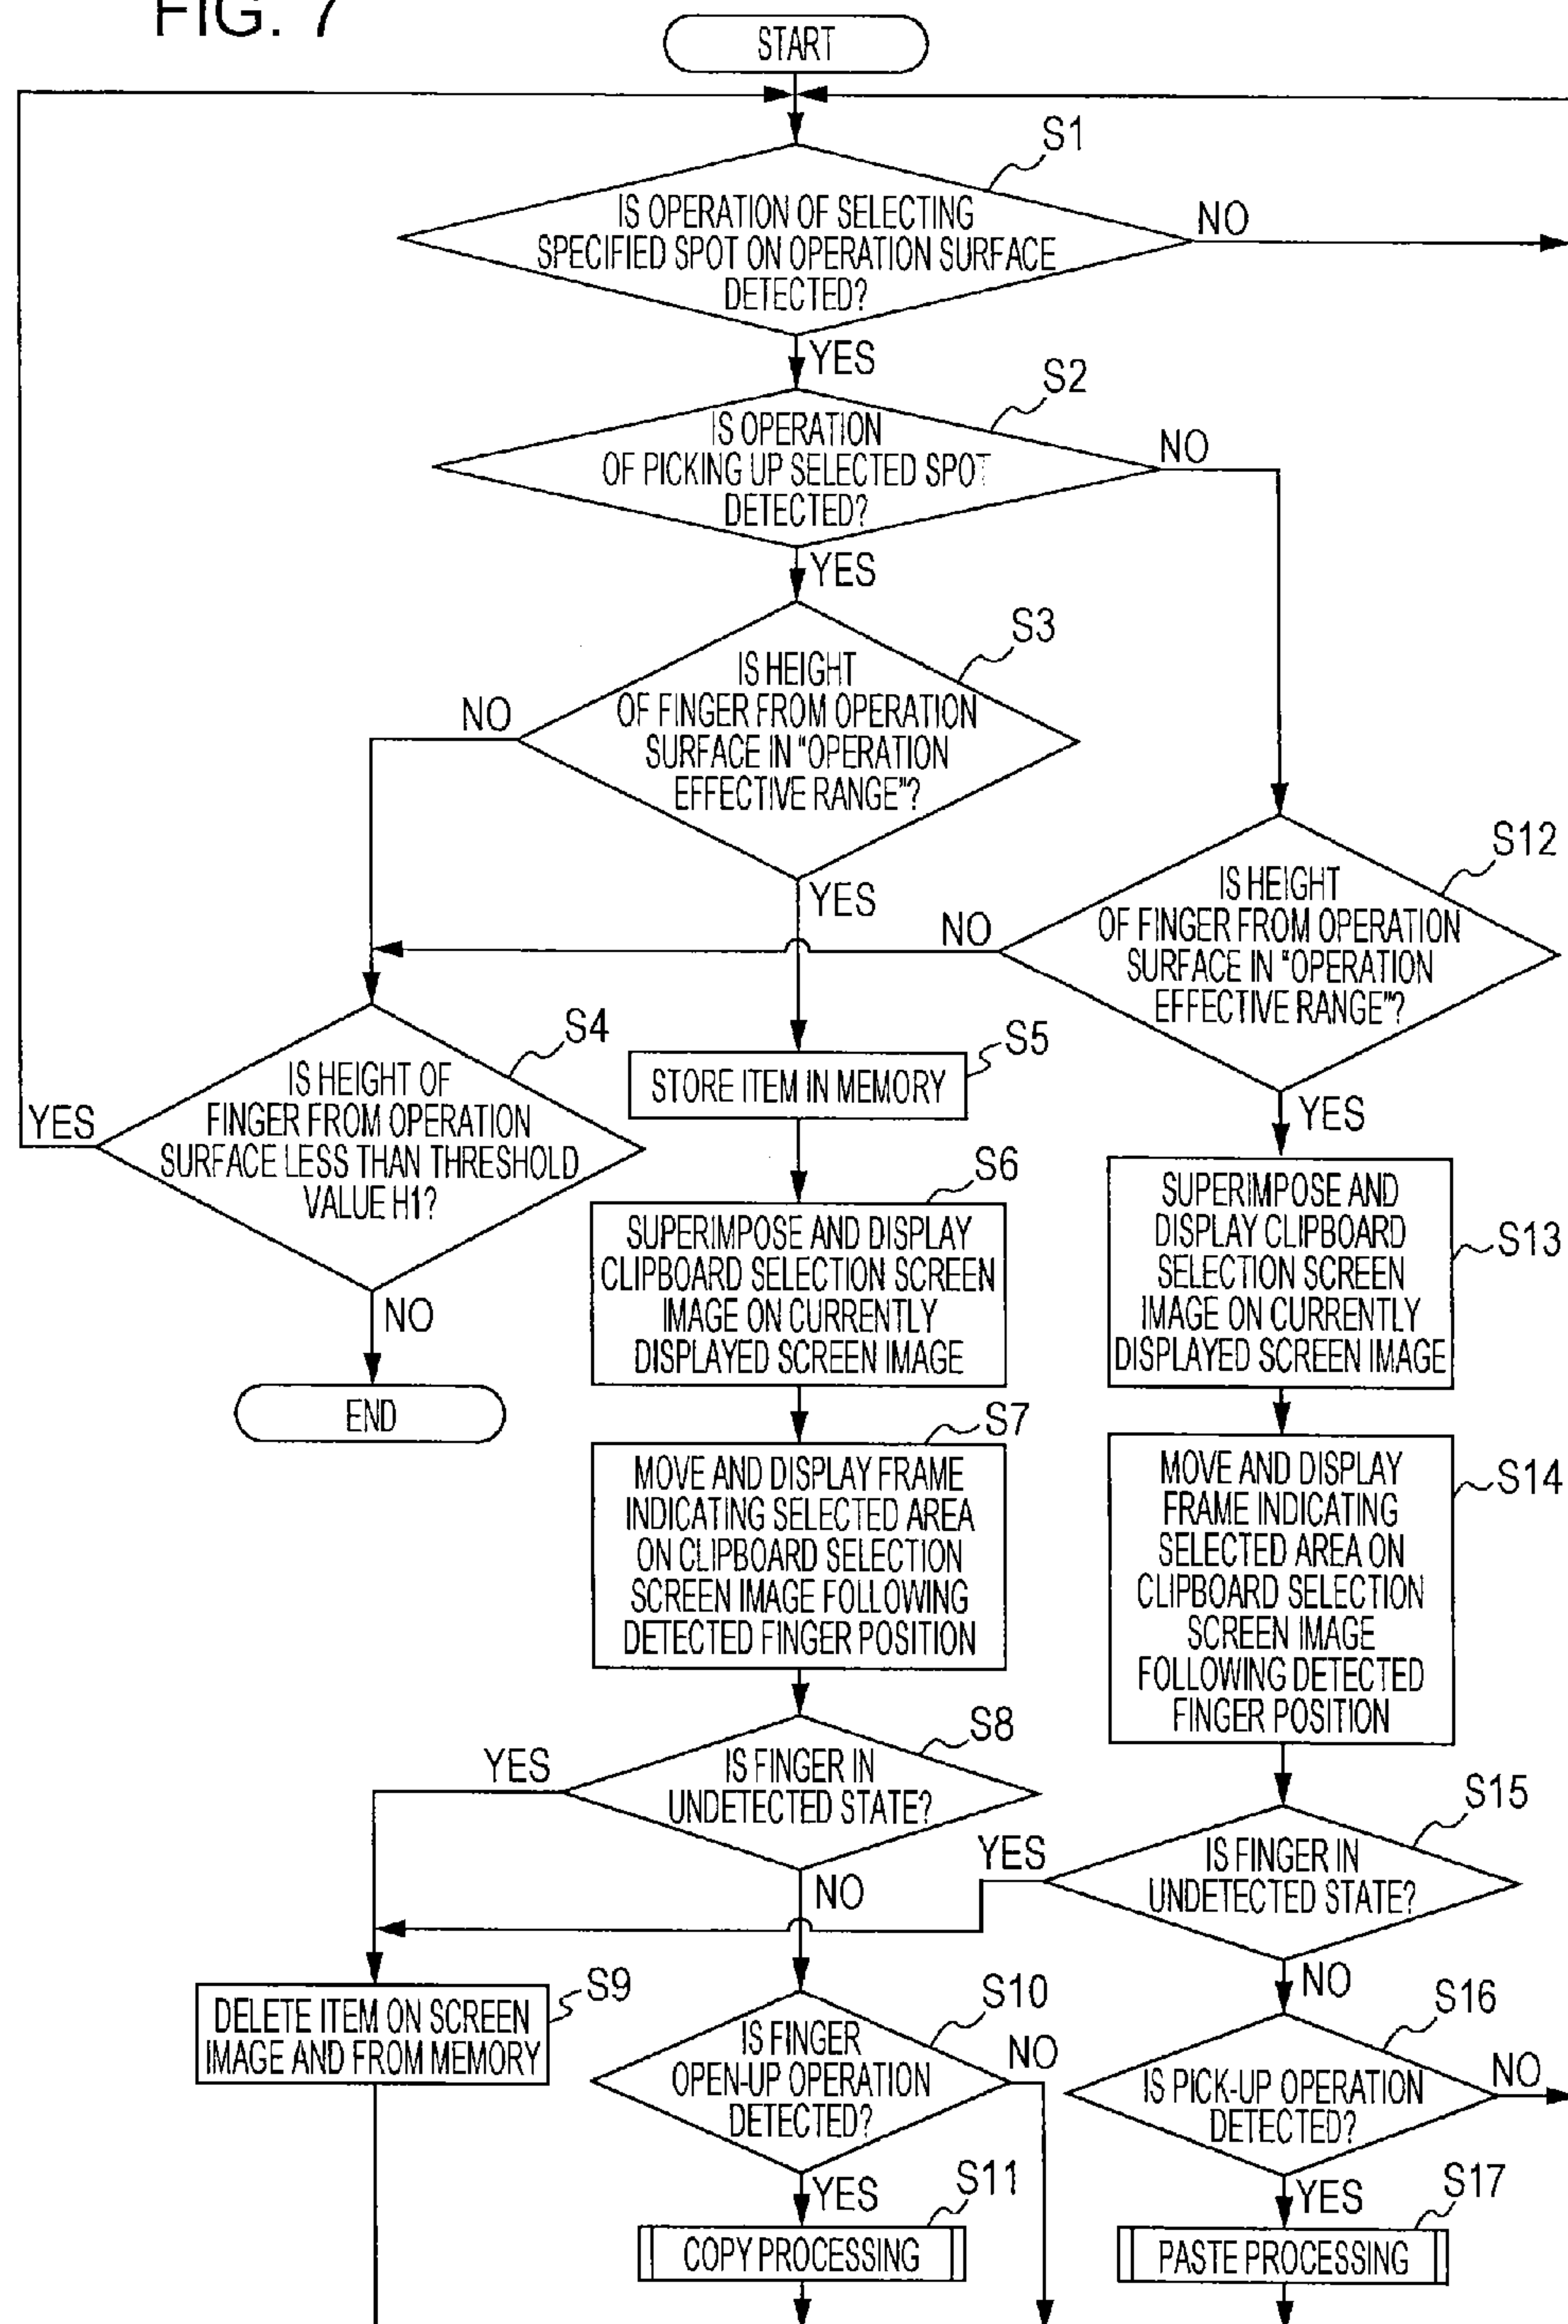 FIG. 7
START
S1
IS OPERATION OF SELECTING
SPECIFIED SPOT ON OPERATION SURFACE
DETECTED?
NO
YES
S2
IS OPERATION
OF PICKING UP SELECTED SPOT
DETECTED?
NO
YES
S3
IS HEIGHT
OF FINGER FROM OPERATION
SURFACE IN "OPERATION
EFFECTIVE RANGE"?
NO
YES
S12
IS HEIGHT
OF FINGER FROM OPERATION
SURFACE IN "OPERATION
EFFECTIVE RANGE"?
NO
YES
S4
IS HEIGHT OF
FINGER FROM OPERATION
SURFACE LESS THAN THRESHOLD
VALUE H1?
YES
NO
END
S5
STORE ITEM IN MEMORY
S6
SUPERIMPOSE AND DISPLAY
CLIPBOARD SELECTION SCREEN
IMAGE ON CURRENTLY
DISPLAYED SCREEN IMAGE
S13
SUPERIMPOSE AND
DISPLAY CLIPBOARD
SELECTION SCREEN
IMAGE ON CURRENTLY
DISPLAYED SCREEN IMAGE
S7
MOVE AND DISPLAY FRAME
INDICATING SELECTED AREA
ON CLIPBOARD SELECTION
SCREEN IMAGE FOLLOWING
DETECTED FINGER POSITION
S14
MOVE AND DISPLAY
FRAME INDICATING
SELECTED AREA ON
CLIPBOARD SELECTION
SCREEN IMAGE
FOLLOWING DETECTED
FINGER POSITION
S8
IS FINGER IN
UNDETECTED STATE?
YES
NO
S15
IS FINGER IN
UNDETECTED STATE?
YES
NO
S9
DELETE ITEM ON SCREEN
IMAGE AND FROM MEMORY
S10
IS FINGER
OPEN-UP OPERATION
DETECTED?
NO
YES
S16
IS PICK-UP OPERATION
DETECTED?
NO
YES
S11
COPY PROCESSING
S17
PASTE PROCESSING